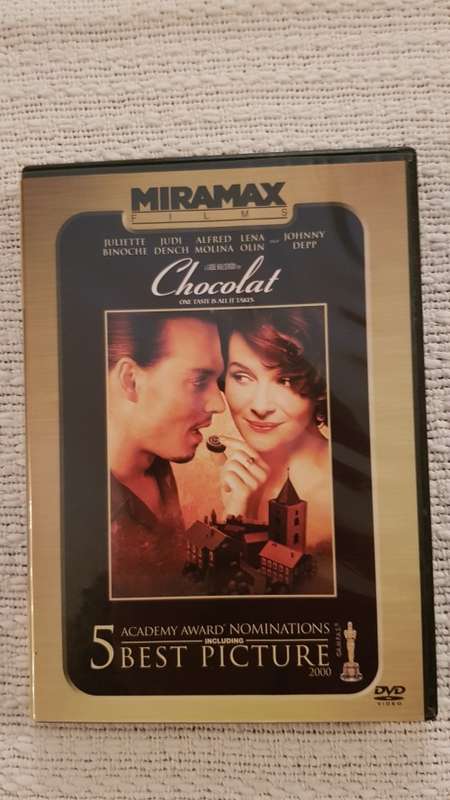 MIRAMAX
FILMS
JULIETTE BINOCHE JUDI DENCH ALFRED MOLINA LENA OLIN AND JOHNNY DEPP
Chocolat
ONE TASTE IS ALL IT TAKES.
5 ACADEMY AWARD® NOMINATIONS
INCLUDING
BEST PICTURE
2000
©A.M.P.A.S.®
DVD
VIDEO